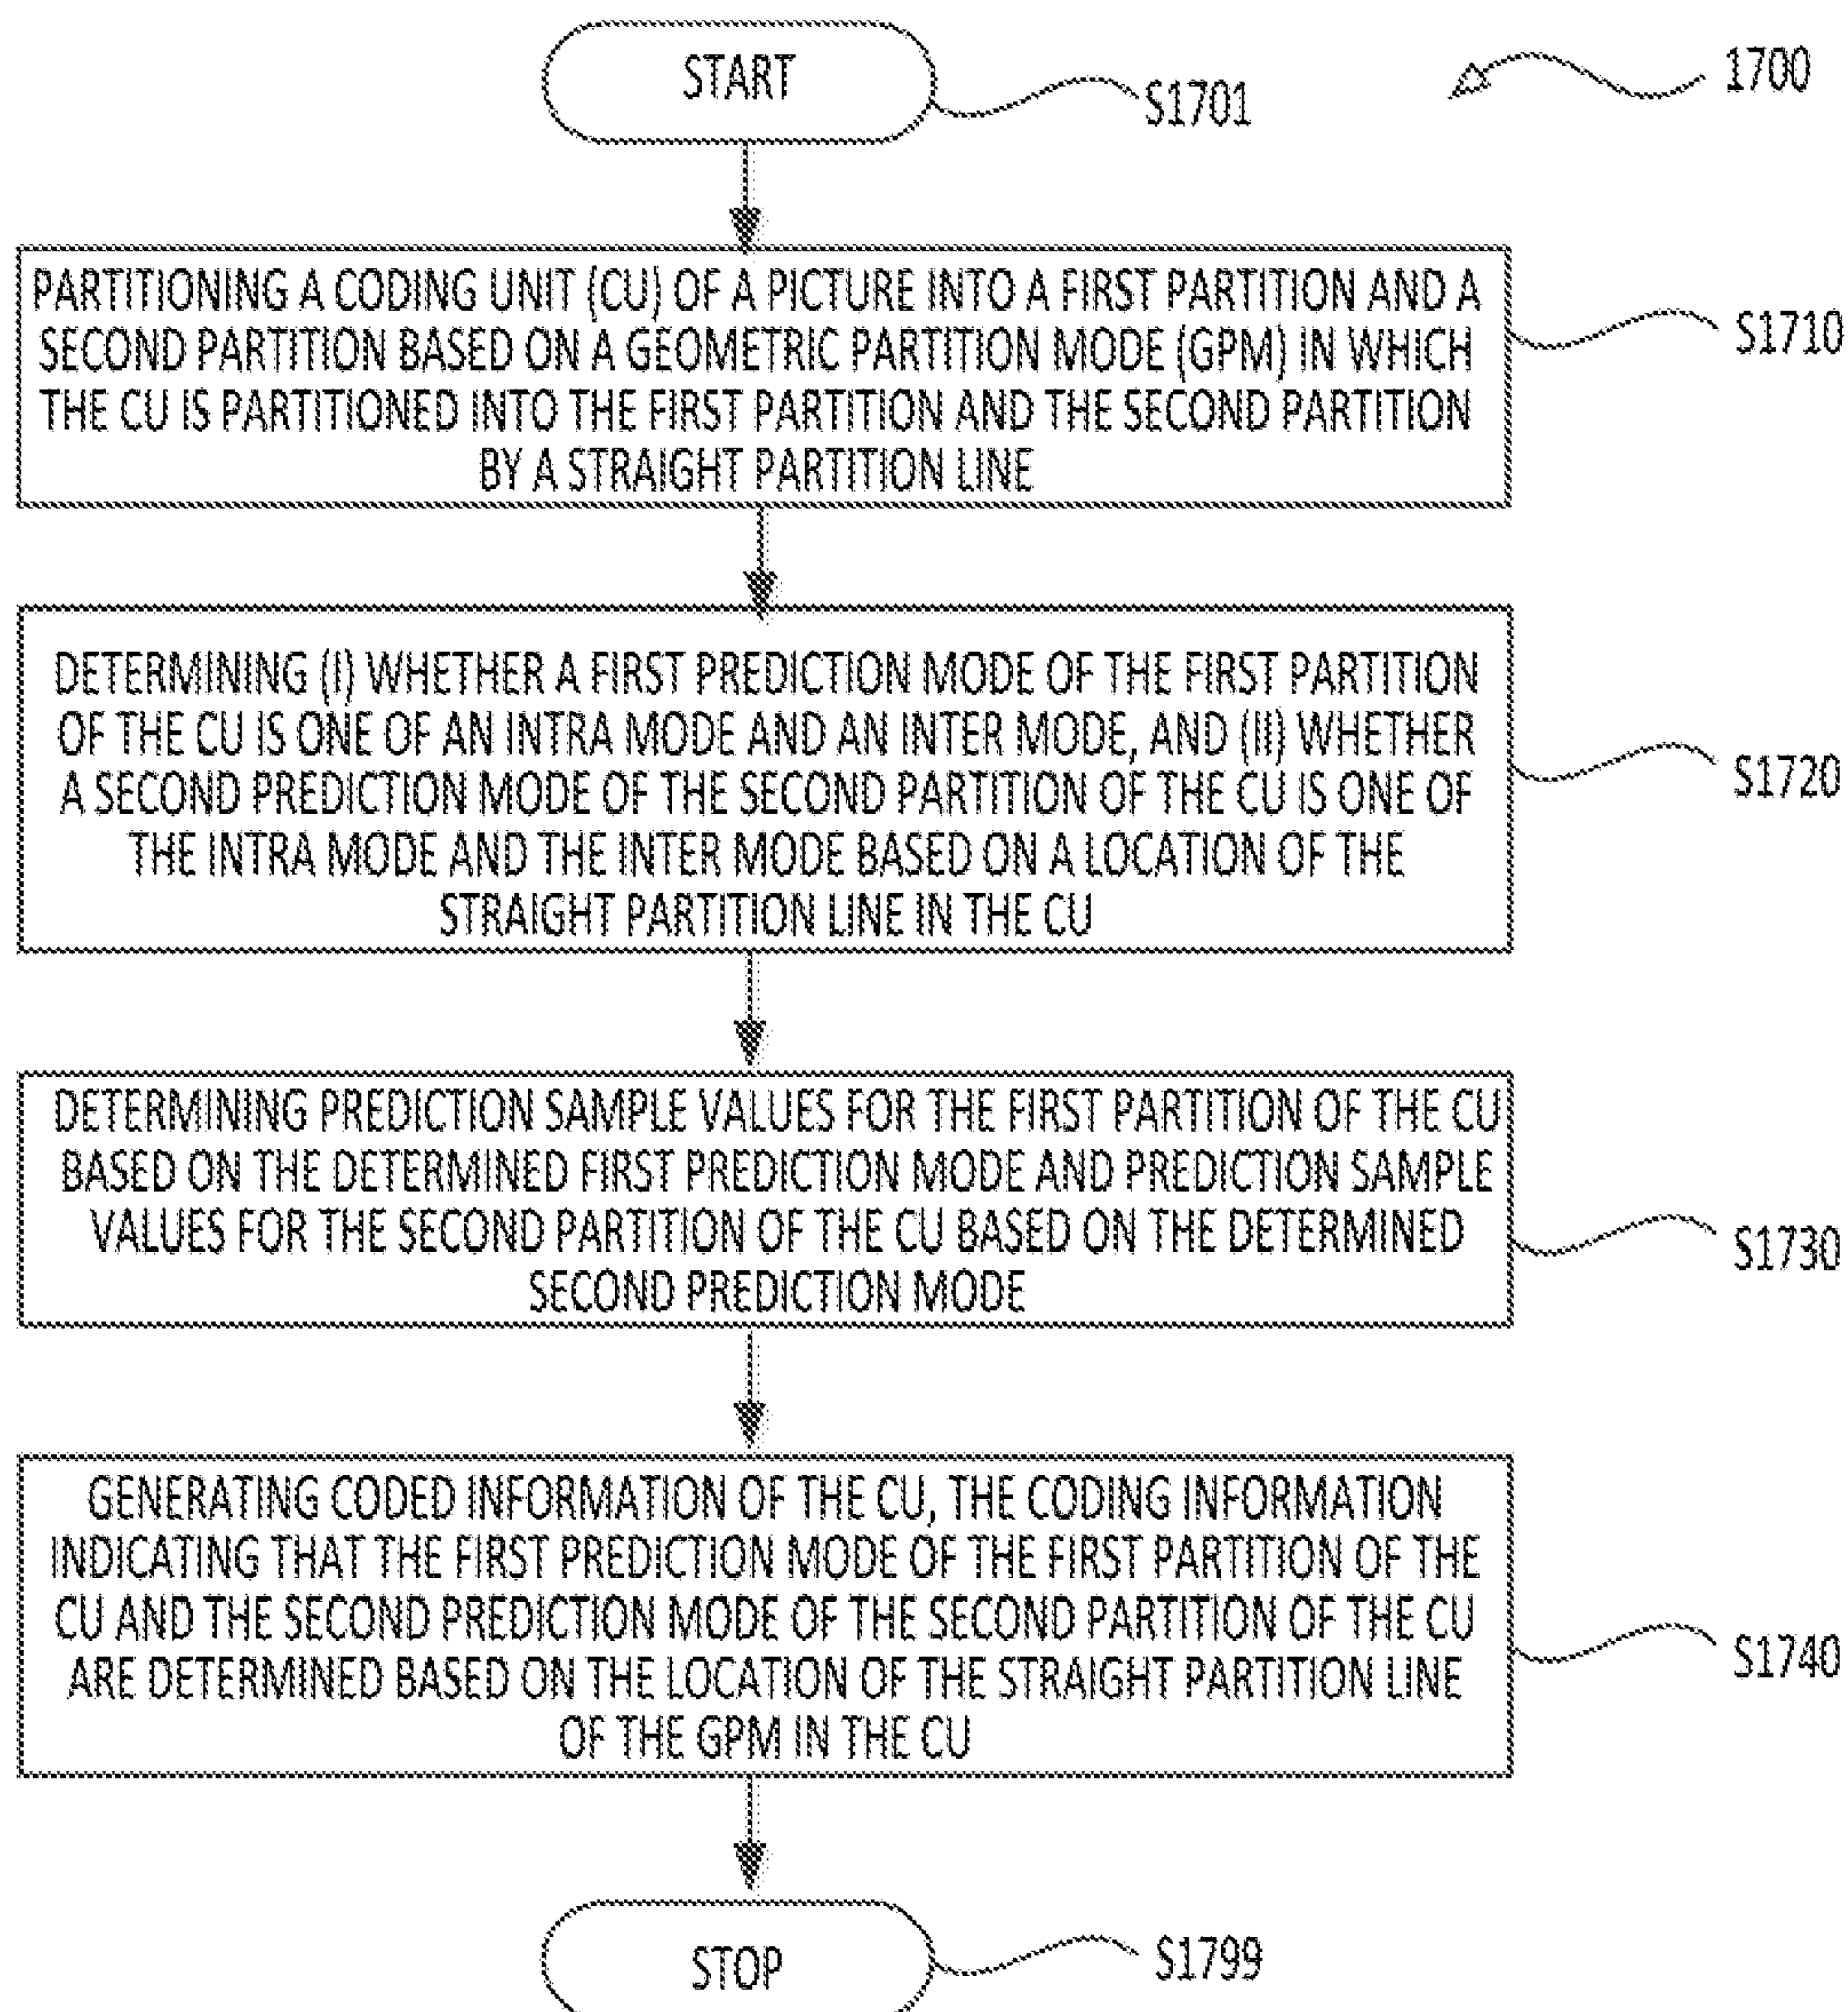 START
S1701
1700
PARTITIONING A CODING UNIT (CU) OF A PICTURE INTO A FIRST PARTITION AND A
SECOND PARTITION BASED ON A GEOMETRIC PARTITION MODE (GPM) IN WHICH
THE CU IS PARTITIONED INTO THE FIRST PARTITION AND THE SECOND PARTITION
BY A STRAIGHT PARTITION LINE
S1710
DETERMINING (I) WHETHER A FIRST PREDICTION MODE OF THE FIRST PARTITION
OF THE CU IS ONE OF AN INTRA MODE AND AN INTER MODE, AND (II) WHETHER
A SECOND PREDICTION MODE OF THE SECOND PARTITION OF THE CU IS ONE OF
THE INTRA MODE AND THE INTER MODE BASED ON A LOCATION OF THE
STRAIGHT PARTITION LINE IN THE CU
S1720
DETERMINING PREDICTION SAMPLE VALUES FOR THE FIRST PARTITION OF THE CU
BASED ON THE DETERMINED FIRST PREDICTION MODE AND PREDICTION SAMPLE
VALUES FOR THE SECOND PARTITION OF THE CU BASED ON THE DETERMINED
SECOND PREDICTION MODE
S1730
GENERATING CODED INFORMATION OF THE CU, THE CODING INFORMATION
INDICATING THAT THE FIRST PREDICTION MODE OF THE FIRST PARTITION OF THE
CU AND THE SECOND PREDICTION MODE OF THE SECOND PARTITION OF THE CU
ARE DETERMINED BASED ON THE LOCATION OF THE STRAIGHT PARTITION LINE
OF THE GPM IN THE CU
S1740
STOP
S1799